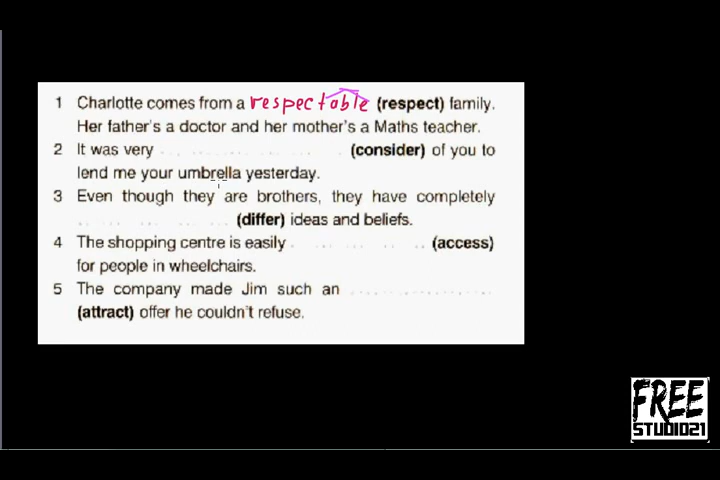 1 Charlotte comes from a respectable (respect) family.
Her father's a doctor and her mother's a Maths teacher.
2 It was very .................... (consider) of you to
lend me your umbrella yesterday.
3 Even though they are brothers, they have completely
.................... (differ) ideas and beliefs.
4 The shopping centre is easily .................... (access)
for people in wheelchairs.
5 The company made Jim such an ....................
(attract) offer he couldn't refuse.
FREE
STUDIO21